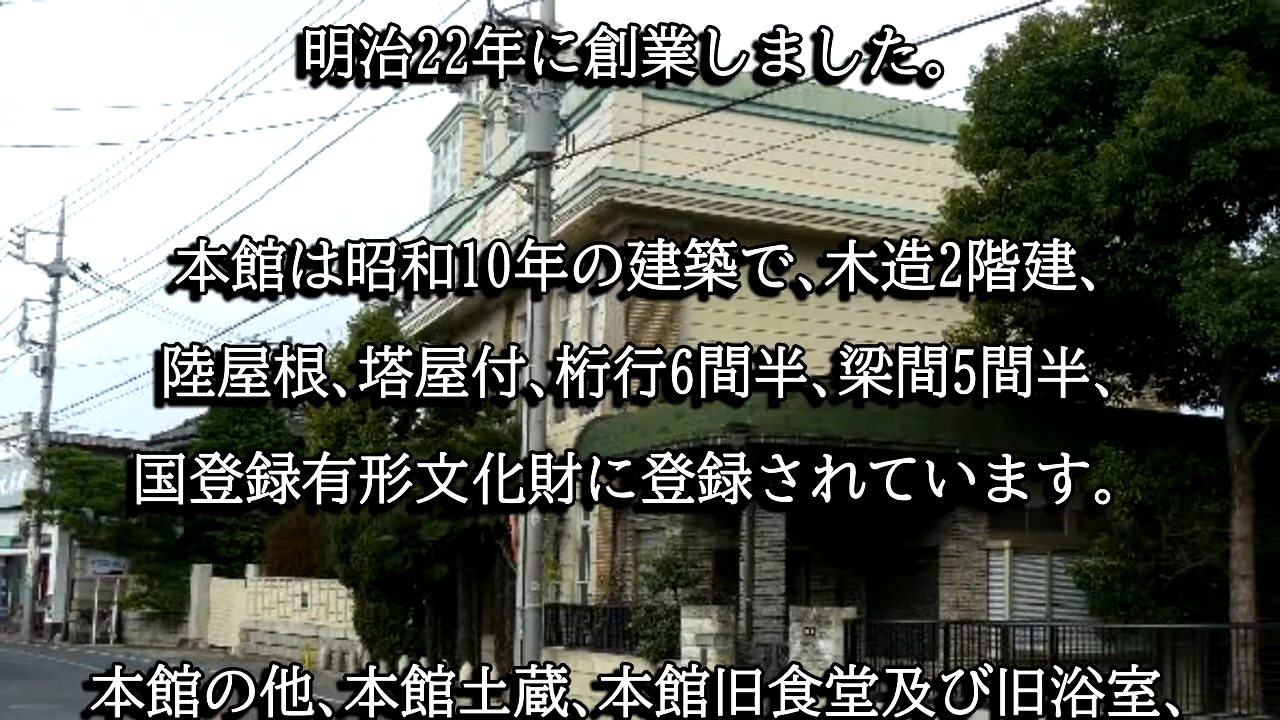 明治22年に創業しました。
本館は昭和10年の建築で、木造2階建、
陸屋根、塔屋付、桁行6間半、梁間5間半、
国登録有形文化財に登録されています。
本館の他、本館土蔵、本館旧食堂及び旧浴室、